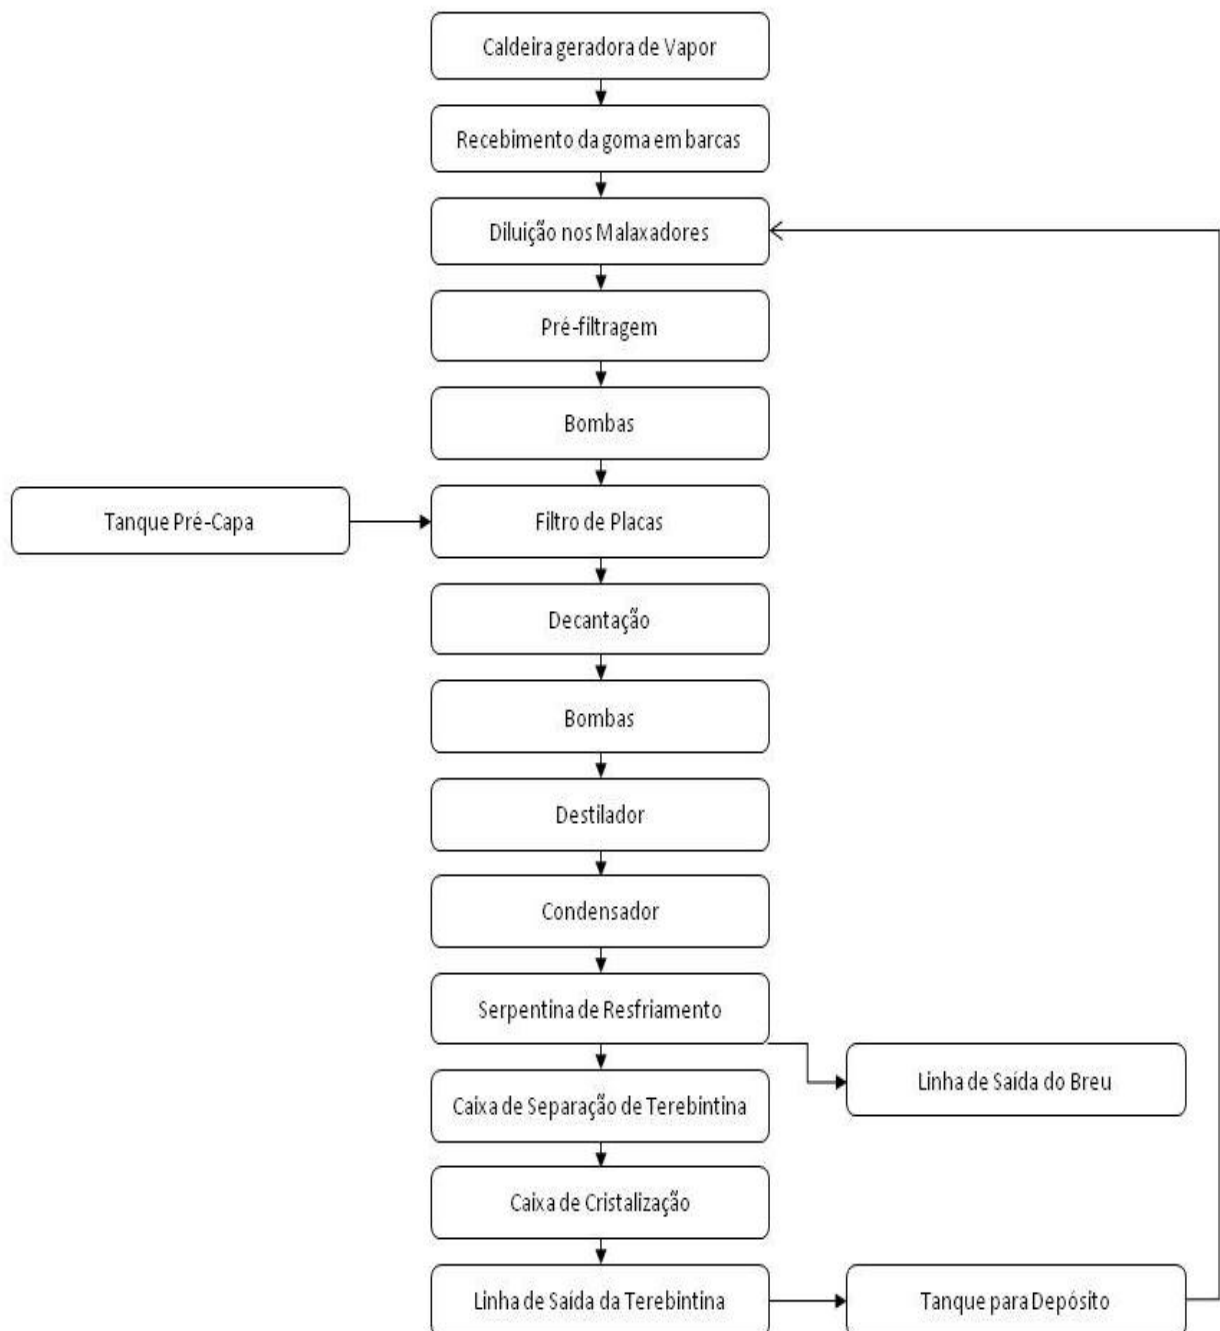 Caldeira geradora de Vapor
Recebimento da goma em barcas
Diluição nos Malaxadores
Pré-filtragem
Bombas
Tanque Pré-Capa
Filtro de Placas
Decantação
Bombas
Destilador
Condensador
Serpentina de Resfriamento
Linha de Saída do Breu
Caixa de Separação de Terebintina
Caixa de Cristalização
Linha de Saída da Terebintina
Tanque para Depósito